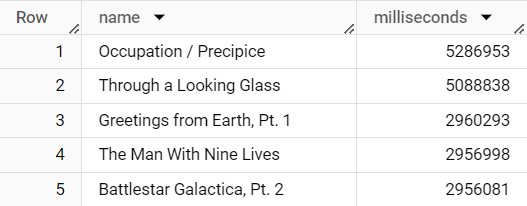 Row name milliseconds
1 Occupation / Precipice 5286953
2 Through a Looking Glass 5088838
3 Greetings from Earth, Pt. 1 2960293
4 The Man With Nine Lives 2956998
5 Battlestar Galactica, Pt. 2 2956081